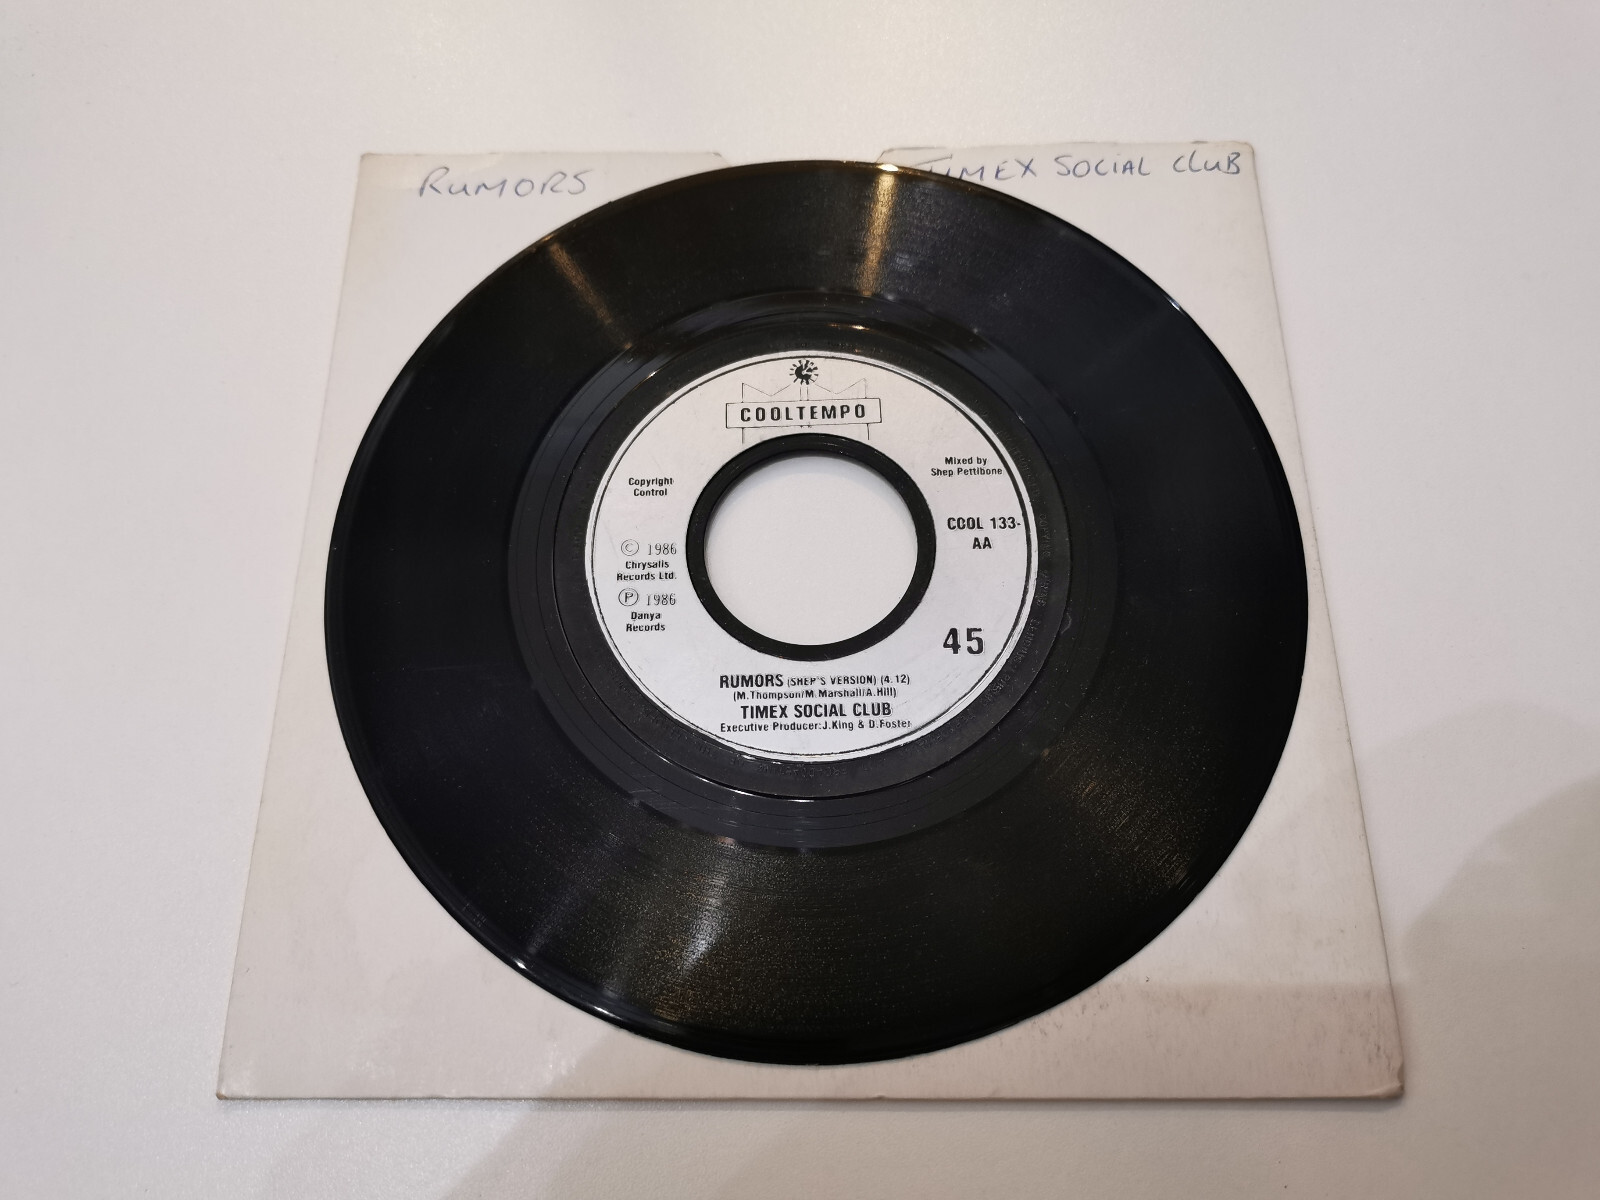 RUMORS
TIMEX SOCIAL CLUB
COOLTEMPO
Mixed by
Shep Pettibone
Copyright
Control
COOL 133-
AA
© 1986
Chrysalis
Records Ltd.
Ⓟ 1986
Danya
Records
45
RUMORS (SHEP'S VERSION) (4.12)
(M.Thompson/M.Marshall/A.Hill)
TIMEX SOCIAL CLUB
Executive Producer:J.King & D.Foster